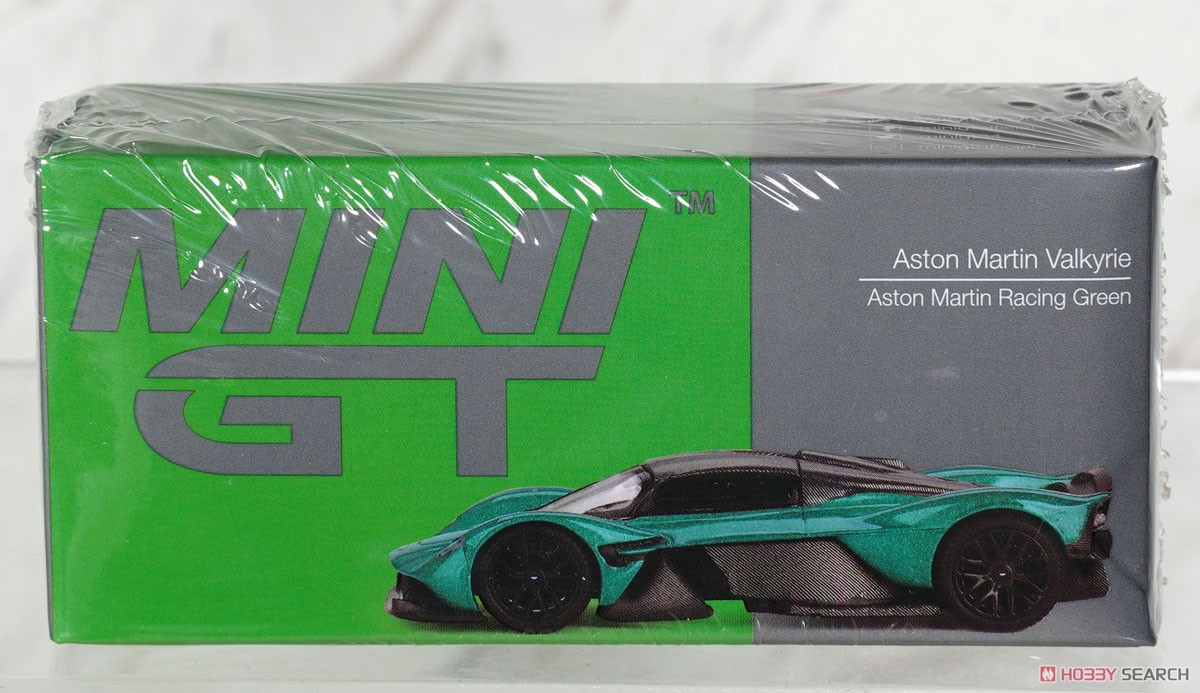 MINI
GT
TM
Aston Martin Valkyrie
Aston Martin Racing Green
HOBBY SEARCH